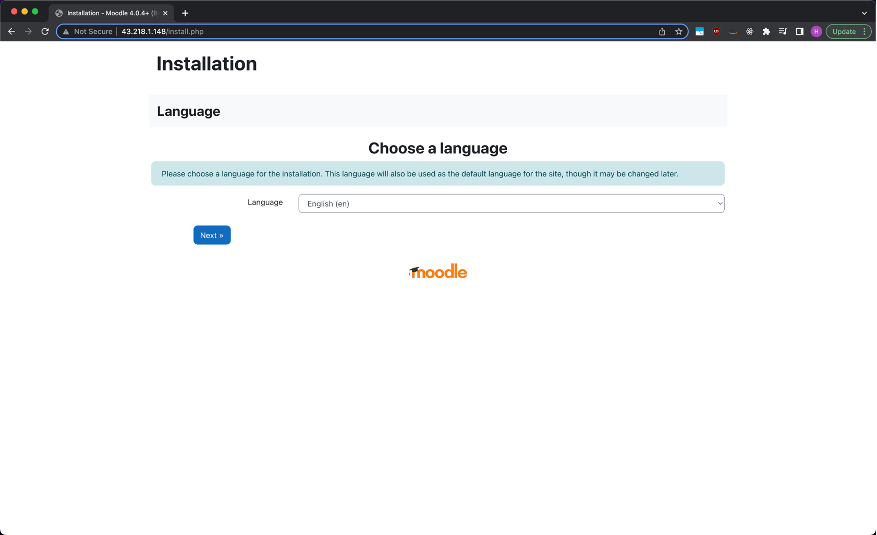 Installation - Moodle 4.0.4+
Not Secure | 43.218.1.148/install.php
H
Update
Installation
Language
Choose a language
Please choose a language for the installation. This language will also be used as the default language for the site, though it may be changed later.
Language
English (en)
Next »
moodle